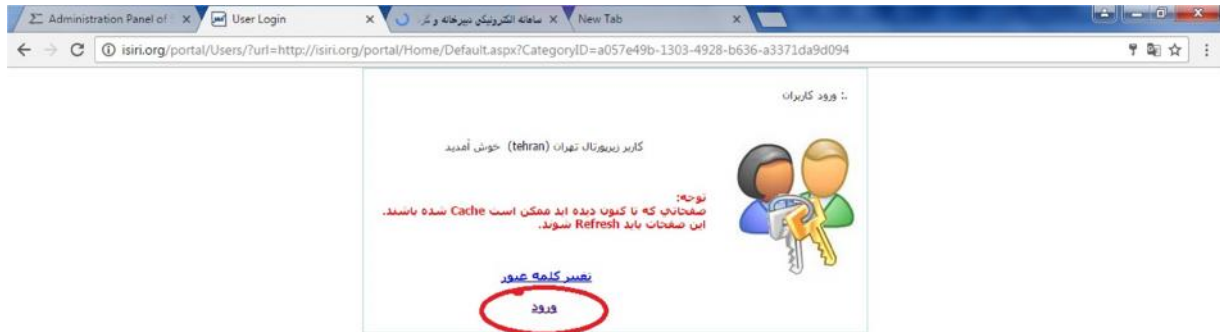 Administration Panel of S
User Login
سامانه الکترونیکی دبیرخانه و گر
New Tab
isiri.org/portal/Users/?url=http://isiri.org/portal/Home/Default.aspx?CategoryID=a057e49b-1303-4928-b636-a3371da9d094
.: ورود کاربران
کاربر زیرپورتال تهران (tehran) خوش آمدید
توجه:
صفحاتی که تا کنون دیده اید ممکن است Cache شده باشند.
این صفحات باید Refresh شوند.
تغییر کلمه عبور
ورود